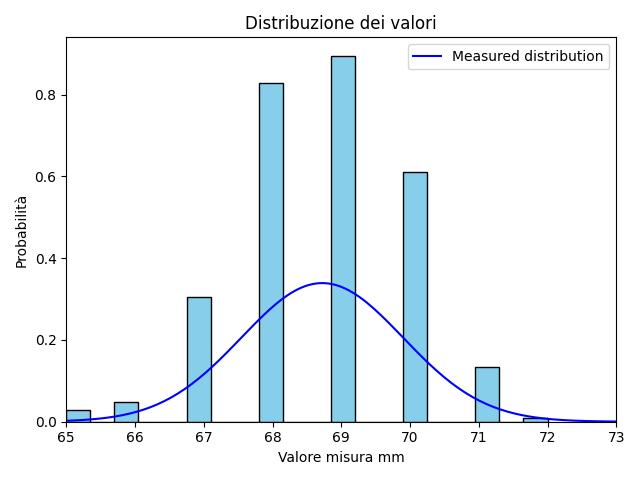 Distribuzione dei valori
Measured distribution
Probabilità
0.8
0.6
0.4
0.2
0.0
65 66 67 68 69 70 71 72 73
Valore misura mm